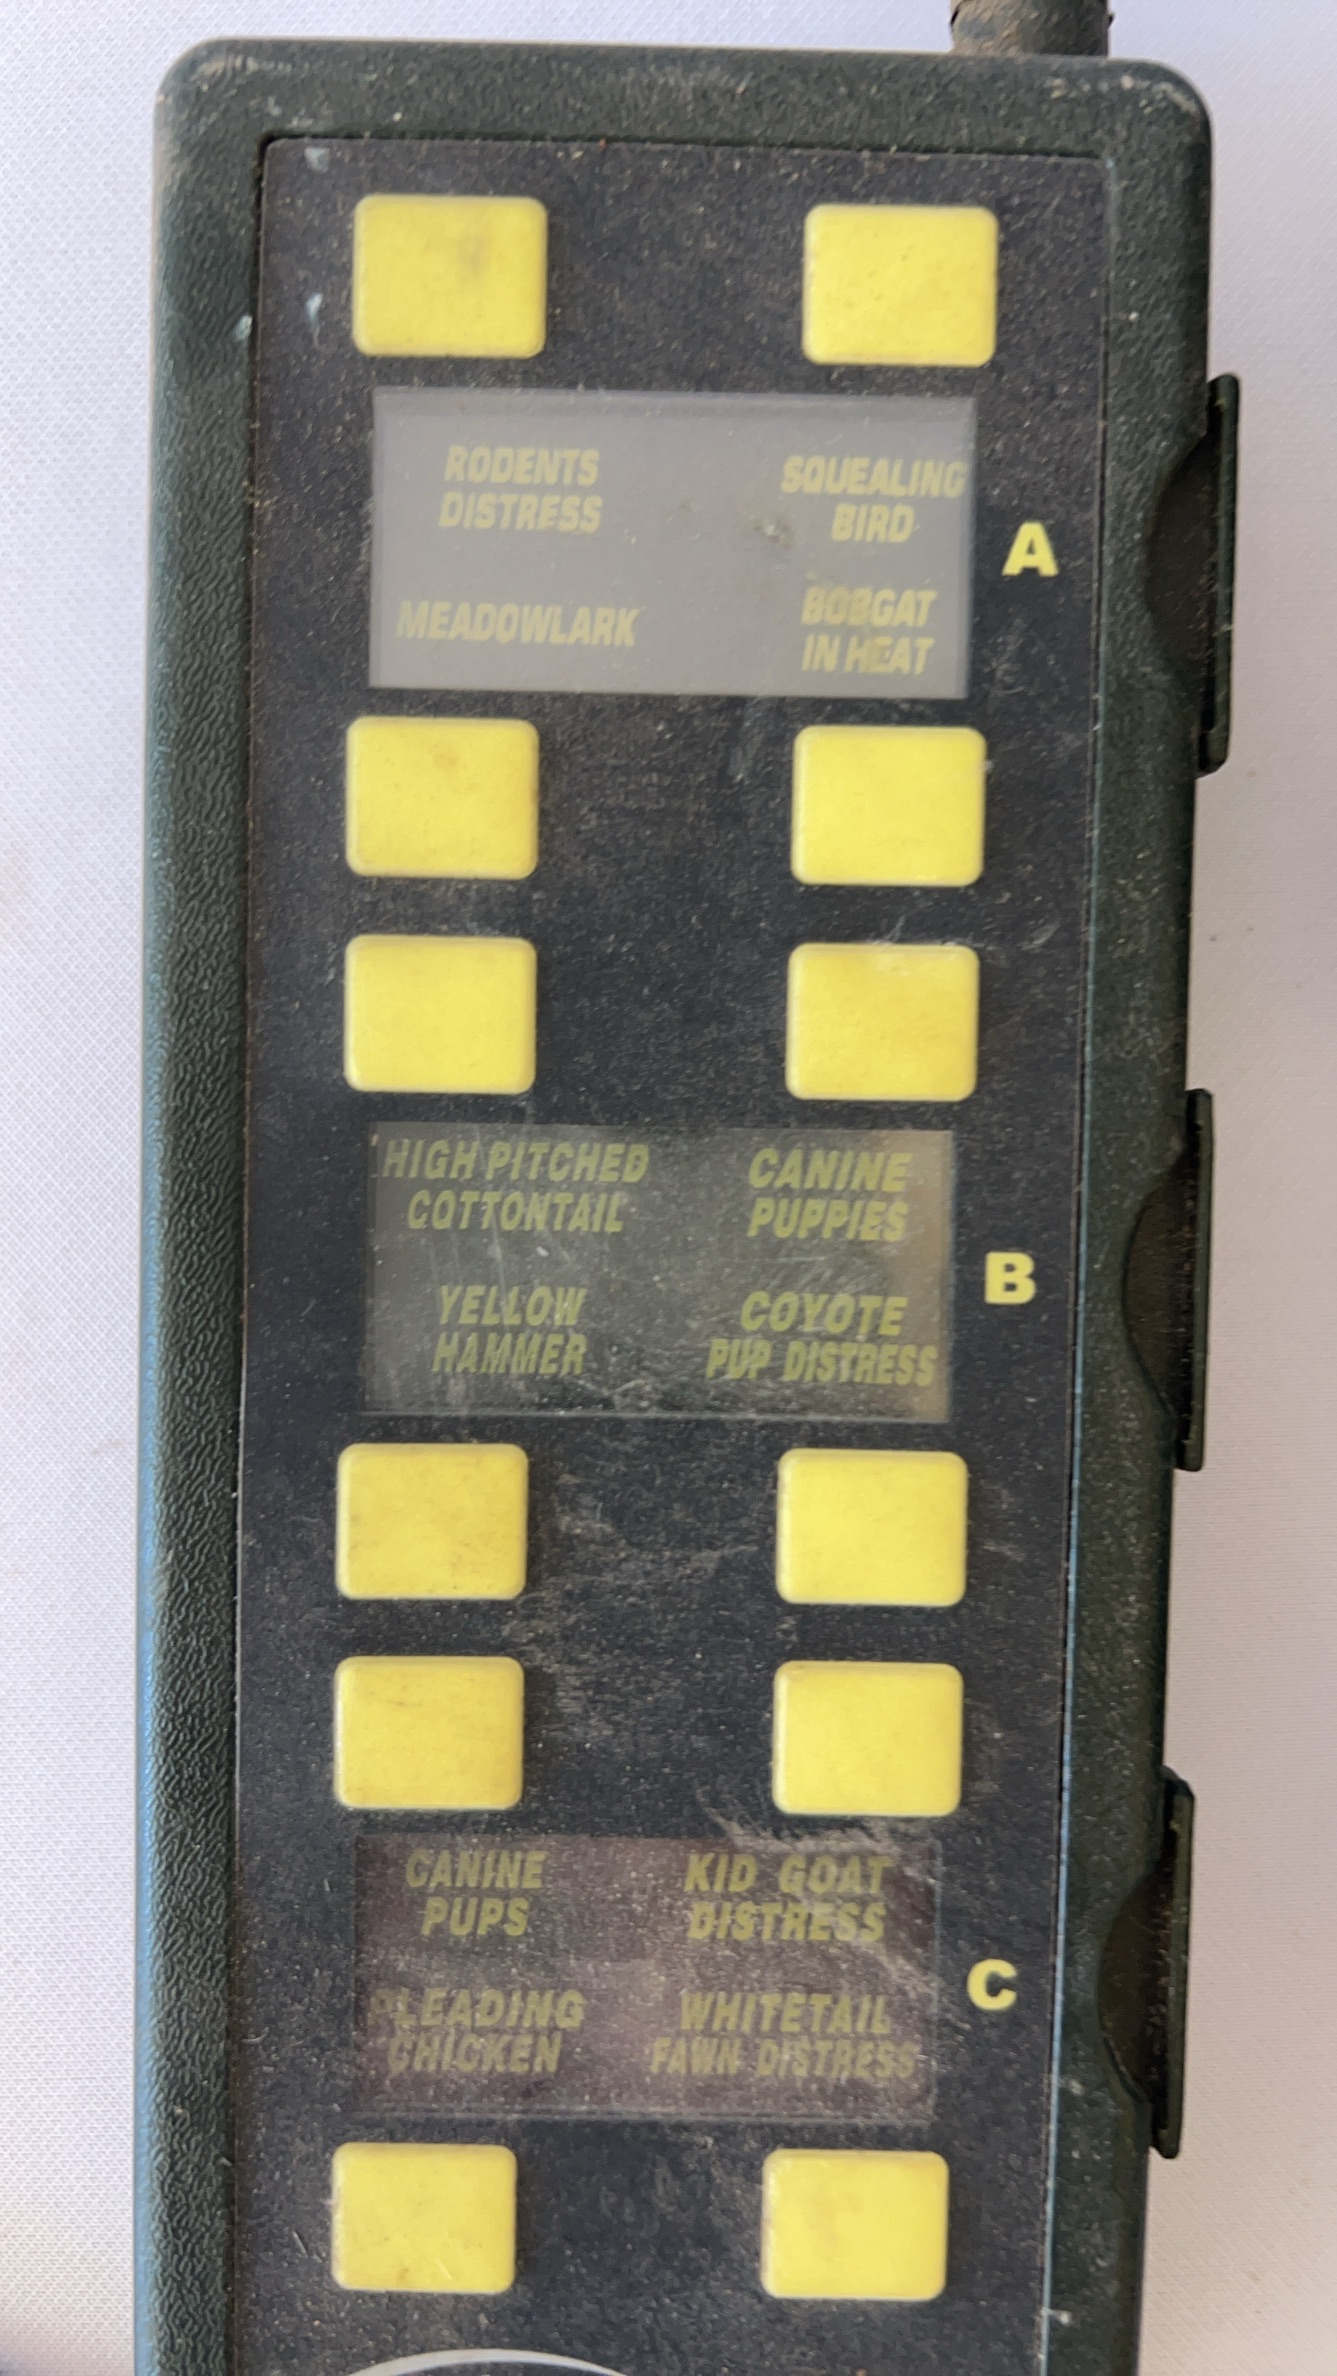 RODENTS
DISTRESS
SQUEALING
BIRD
MEADOWLARK
BOBCAT
IN HEAT
A
HIGH PITCHED
COTTONTAIL
CANINE
PUPPIES
YELLOW
HAMMER
COYOTE
PUP DISTRESS
B
CANINE
PUPS
KID GOAT
DISTRESS
PLEADING
CHICKEN
WHITETAIL
FAWN DISTRESS
C